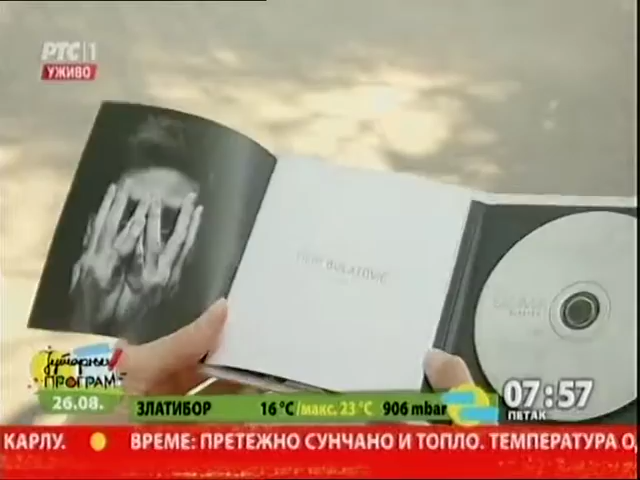 РТС|1
УЖИВО
BULATOVIĆ
Јутарњи
ПРОГРАМ
26.08. ЗЛАТИБОР 16 °C/макс. 23 °C 906 mbar
07:57
ПЕТАК
КАРЛУ. ВРЕМЕ: ПРЕТЕЖНО СУНЧАНО И ТОПЛО. ТЕМПЕРАТУРА О